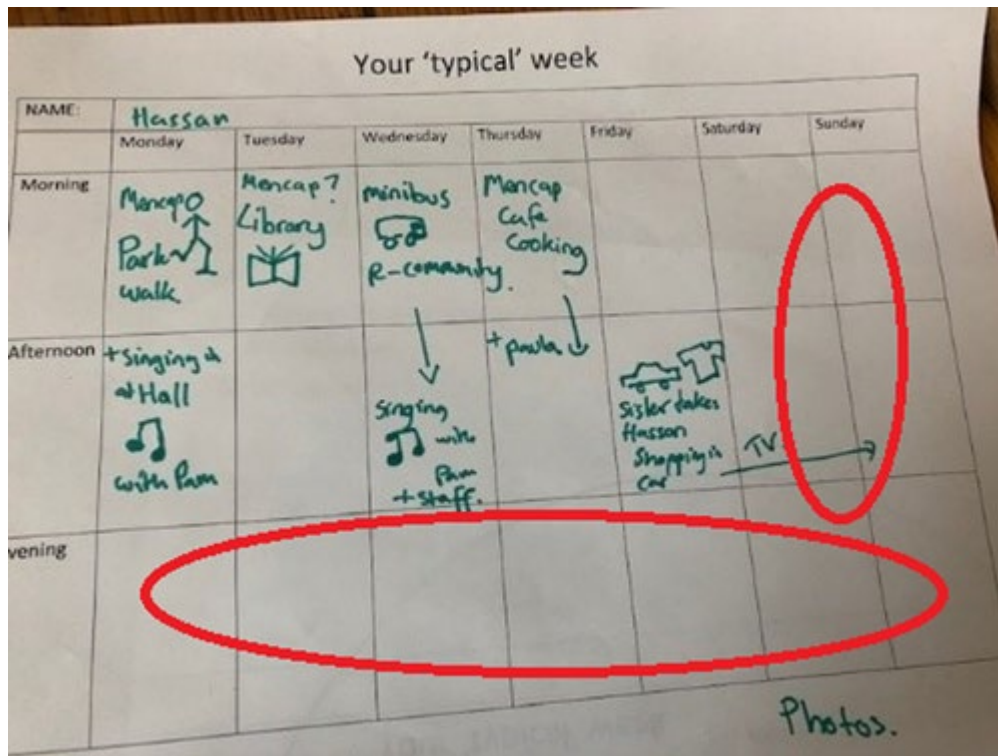 Your 'typical' week
NAME: Hassan
Monday Tuesday Wednesday Thursday Friday Saturday Sunday
Morning
Mencap
Park
walk
Mencap?
Library
minibus
R-community
Mencap
Cafe
Cooking
Afternoon
+ Singing
at Hall
with Pam
Singing
with
Pam
+ staff.
+ paula
Sister takes
Hassan
Shopping in
car
TV
vening
Photos.